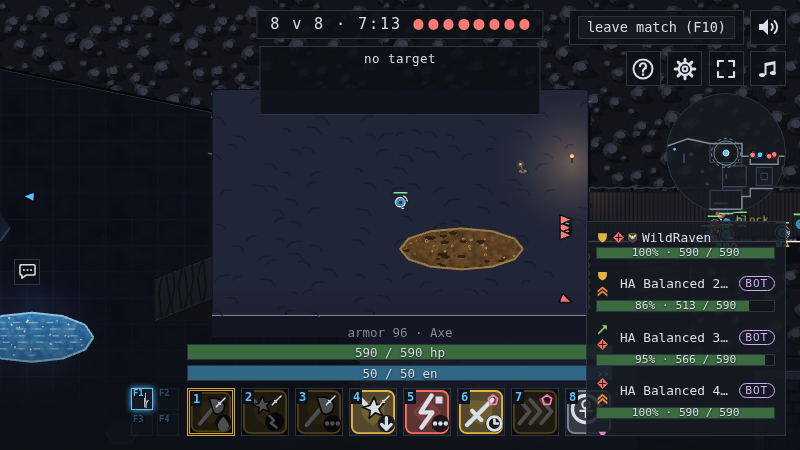 8 v 8 · 7:13
leave match (F10)
no target
block
WildRaven
100% · 590 / 590
HA Balanced 2… BOT
86% · 513 / 590
HA Balanced 3… BOT
95% · 566 / 590
HA Balanced 4… BOT
100% · 590 / 590
armor 96 · Axe
590 / 590 hp
50 / 50 en
F1 F2
F3 F4
1 2 3 4 5 6 7 8